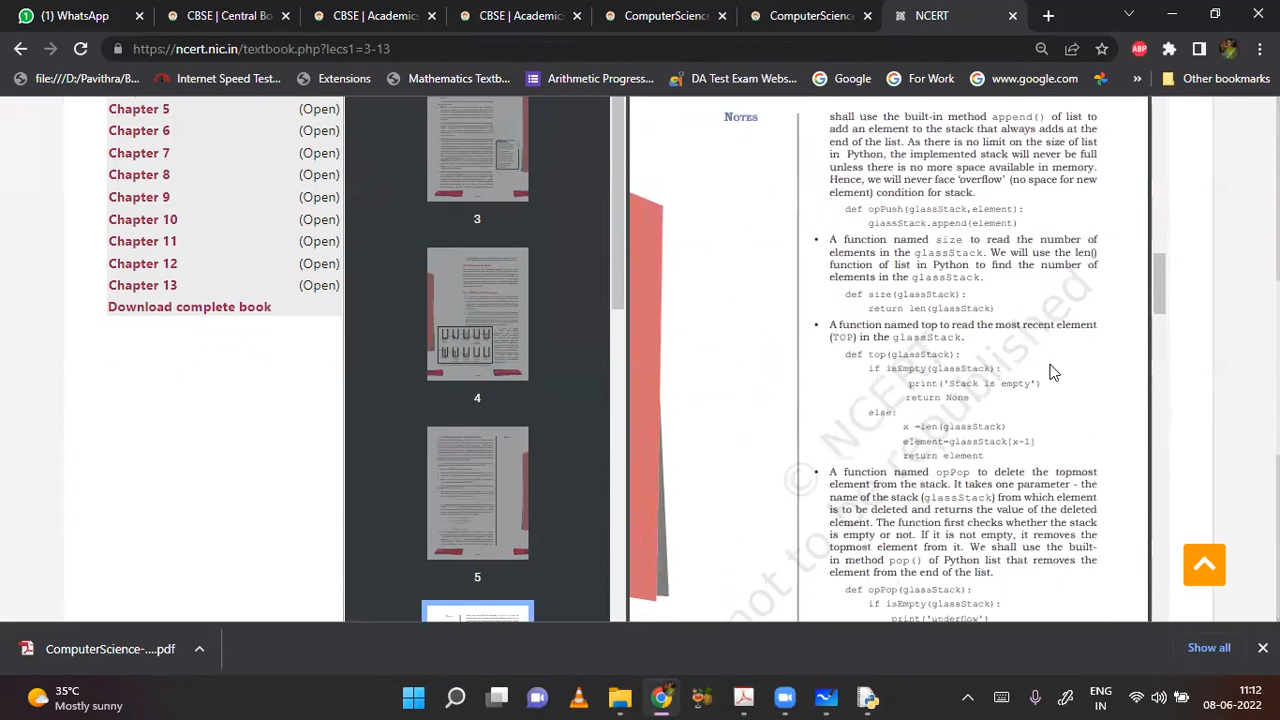 (1) WhatsApp
CBSE | Central Bo
CBSE | Academics
CBSE | Academics
ComputerScience-
ComputerScience-
NCERT
https://ncert.nic.in/textbook.php?lecs1=3-13
ABP
file:///D:/Pavithra/B...
Internet Speed Test...
Extensions
Mathematics Textb...
Arithmetic Progress...
DA Test Exam Webs...
Google
For Work
www.google.com
Other bookmarks
Chapter 5 (Open)
Chapter 6 (Open)
Chapter 7 (Open)
Chapter 8 (Open)
Chapter 9 (Open)
Chapter 10 (Open)
Chapter 11 (Open)
Chapter 12 (Open)
Chapter 13 (Open)
Download complete book
3
4
5
NOTES
shall use the built-in method append() of list to
add an element to the stack that always adds at the
end of the list. As there is no limit on the size of list
in Python, the implemented stack will never be full
unless there is no more space available in memory.
Hence, we will never face 'overflow' (no space for new
element) condition for stack.
def opPush(glassStack,element):
glassStack.append(element)
• A function named size to read the number of
elements in the glassStack. We will use the len()
function of list in Python to find the number of
elements in the glassStack.
def size(glassStack):
return len(glassStack)
• A function named top to read the most recent element
(TOP) in the glassStack.
def top(glassStack):
if isEmpty(glassStack):
print('Stack is empty')
return None
else:
x =len(glassStack)
element=glassStack[x-1]
return element
• A function named opPop to delete the topmost
element from the stack. It takes one parameter - the
name of the stack (glassStack) from which element
is to be deleted and returns the value of the deleted
element. The function first checks whether the stack
is empty or not. If it is not empty, it removes the
topmost element from it. We shall use the built-
in method pop() of Python list that removes the
element from the end of the list.
def opPop(glassStack):
if isEmpty(glassStack):
print('underflow')
ComputerScience-....pdf
Show all
35°C
Mostly sunny
ENG
IN
11:12
08-06-2022